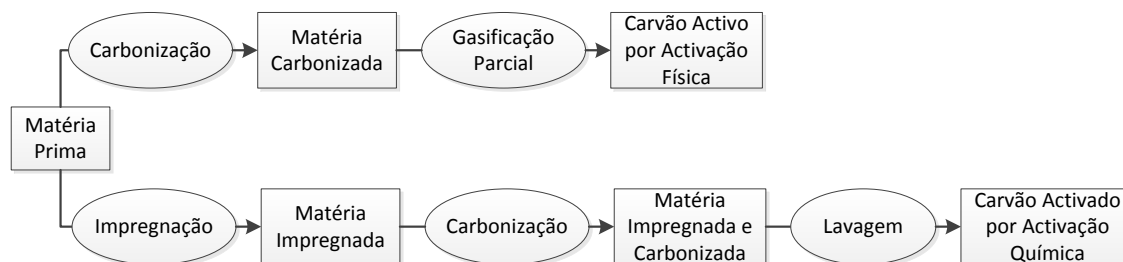 Matéria
Prima
Carbonização
Matéria
Carbonizada
Gasificação
Parcial
Carvão Activo
por Activação
Física
Impregnação
Matéria
Impregnada
Carbonização
Matéria
Impregnada e
Carbonizada
Lavagem
Carvão Activado
por Activação
Química